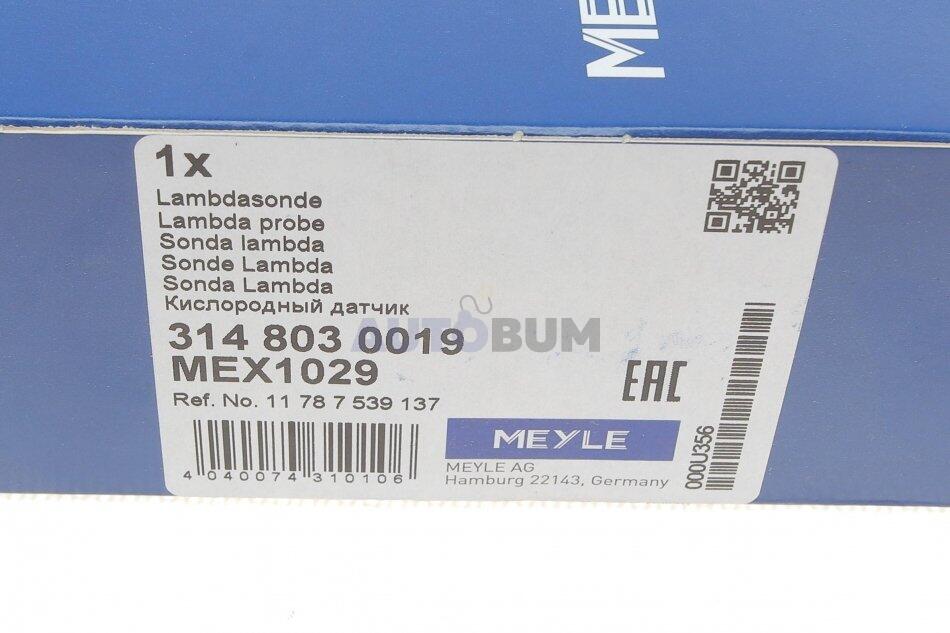 ME
1x
Lambdasonde
Lambda probe
Sonda lambda
Sonde Lambda
Sonda Lambda
Кислородный датчик
AUTOBUM
314 803 0019
MEX1029
Ref. No. 11 78 7 539 137
4 040074 310106
EAC
MEYLE
MEYLE AG
Hamburg 22143, Germany
000U356